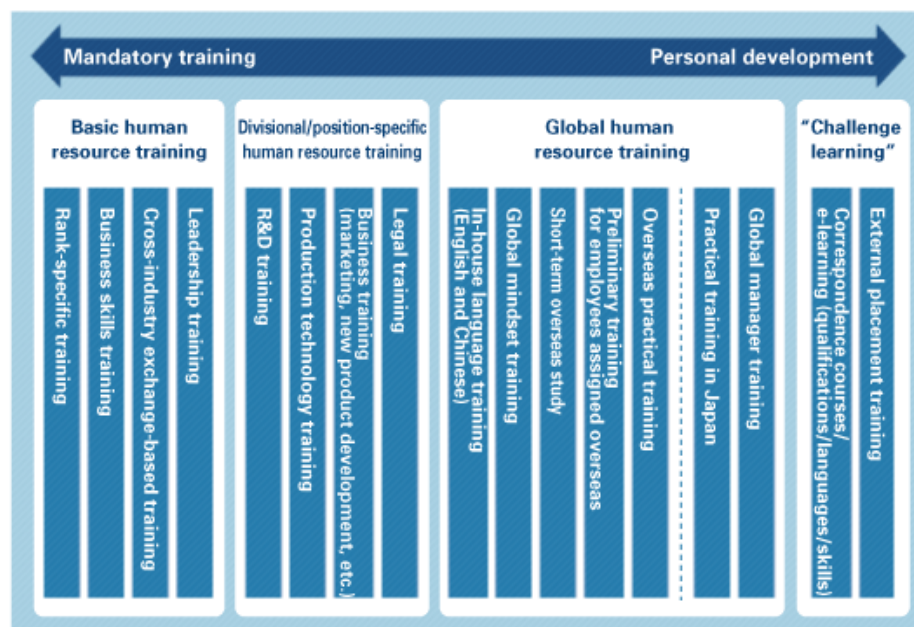 Mandatory training
Personal development
Basic human
resource training
Rank-specific training
Business skills training
Cross-industry exchange-based training
Leadership training
Divisional/position-specific
human resource training
R&D training
Production technology training
Business training
(marketing, new product development, etc.)
Legal training
Global human
resource training
In-house language training
(English and Chinese)
Global mindset training
Short-term overseas study
Preliminary training
for employees assigned overseas
Overseas practical training
Practical training in Japan
Global manager training
“Challenge
learning”
Correspondence courses/
e-learning (qualifications/languages/skills)
External placement training